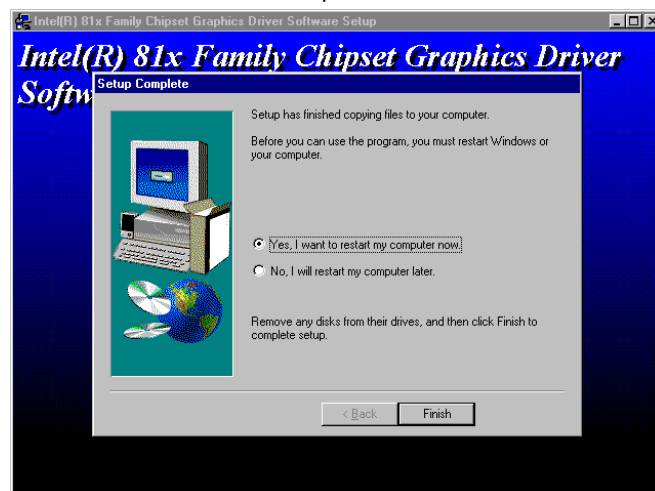 Intel(R) 81x Family Chipset Graphics Driver Software Setup
Intel(R) 81x Family Chipset Graphics Driver
Softw
Setup Complete
Setup has finished copying files to your computer.
Before you can use the program, you must restart Windows or
your computer.
Yes, I want to restart my computer now.
No, I will restart my computer later.
Remove any disks from their drives, and then click Finish to
complete setup.
< Back
Finish